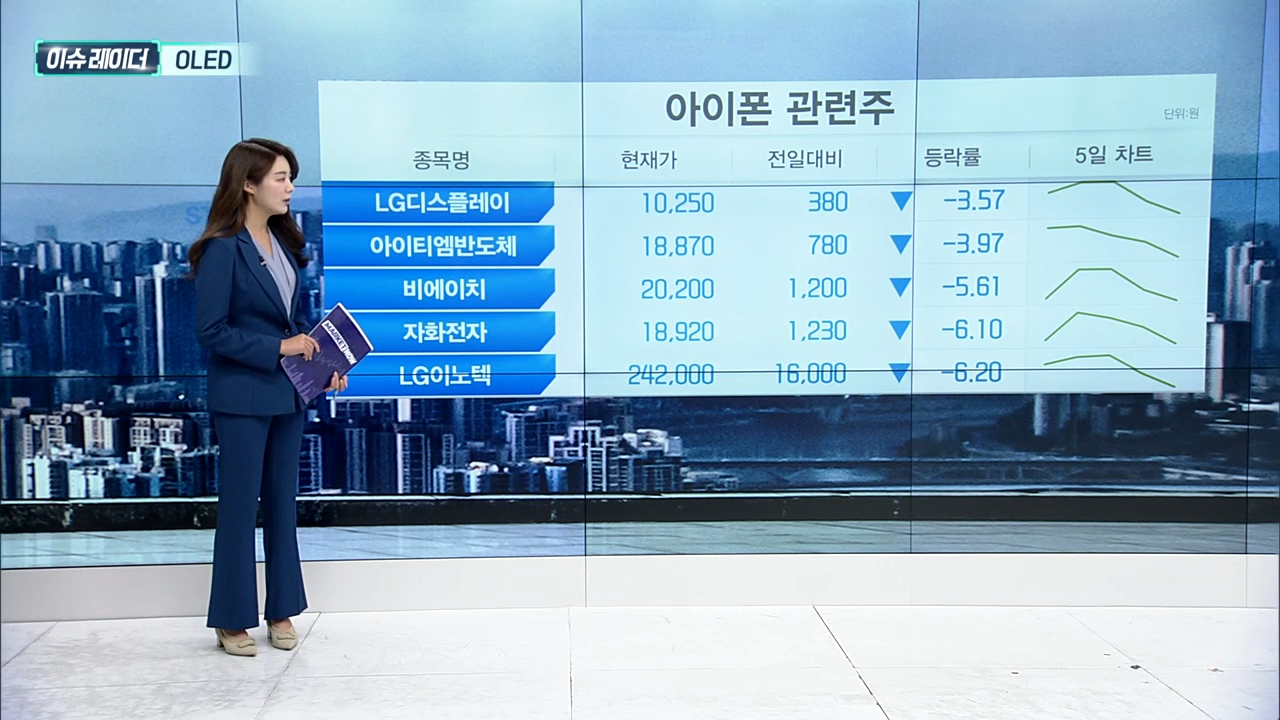 이슈 레이더 OLED
아이폰 관련주
단위:원
종목명 현재가 전일대비 등락률 5일 차트
LG디스플레이 10,250 380 ▼ -3.57
아이티엠반도체 18,870 780 ▼ -3.97
비에이치 20,200 1,200 ▼ -5.61
자화전자 18,920 1,230 ▼ -6.10
LG이노텍 242,000 16,000 ▼ -6.20
MARKET